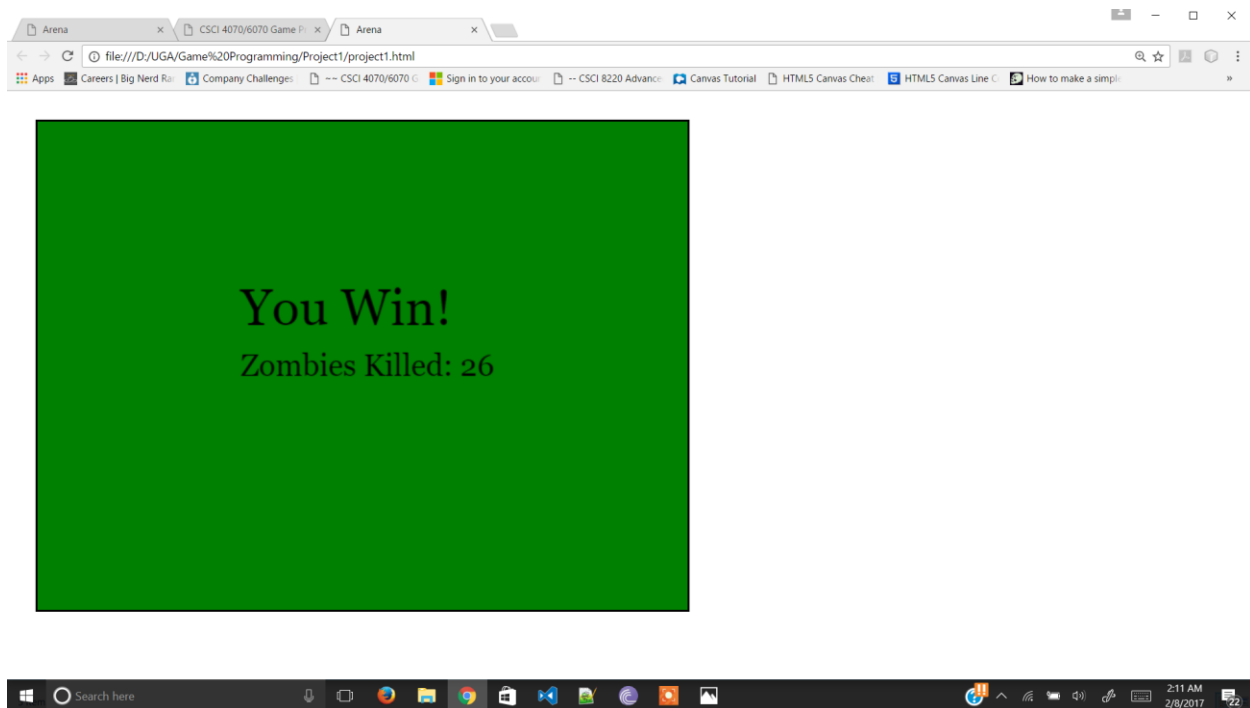 Arena
CSCI 4070/6070 Game P
Arena
file:///D:/UGA/Game%20Programming/Project1/project1.html
Apps Careers | Big Nerd Ra Company Challenges ~~ CSCI 4070/6070 G Sign in to your accou -- CSCI 8220 Advance Canvas Tutorial HTML5 Canvas Cheat HTML5 Canvas Line C How to make a simple »
You Win!
Zombies Killed: 26
Search here
2:11 AM
2/8/2017
22